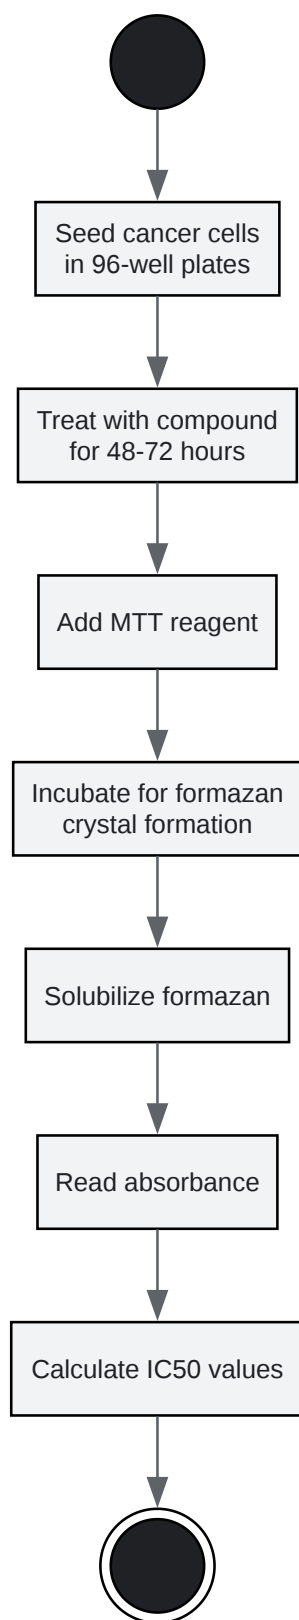 Seed cancer cells
in 96-well plates
Treat with compound
for 48-72 hours
Add MTT reagent
Incubate for formazan
crystal formation
Solubilize formazan
Read absorbance
Calculate IC50 values